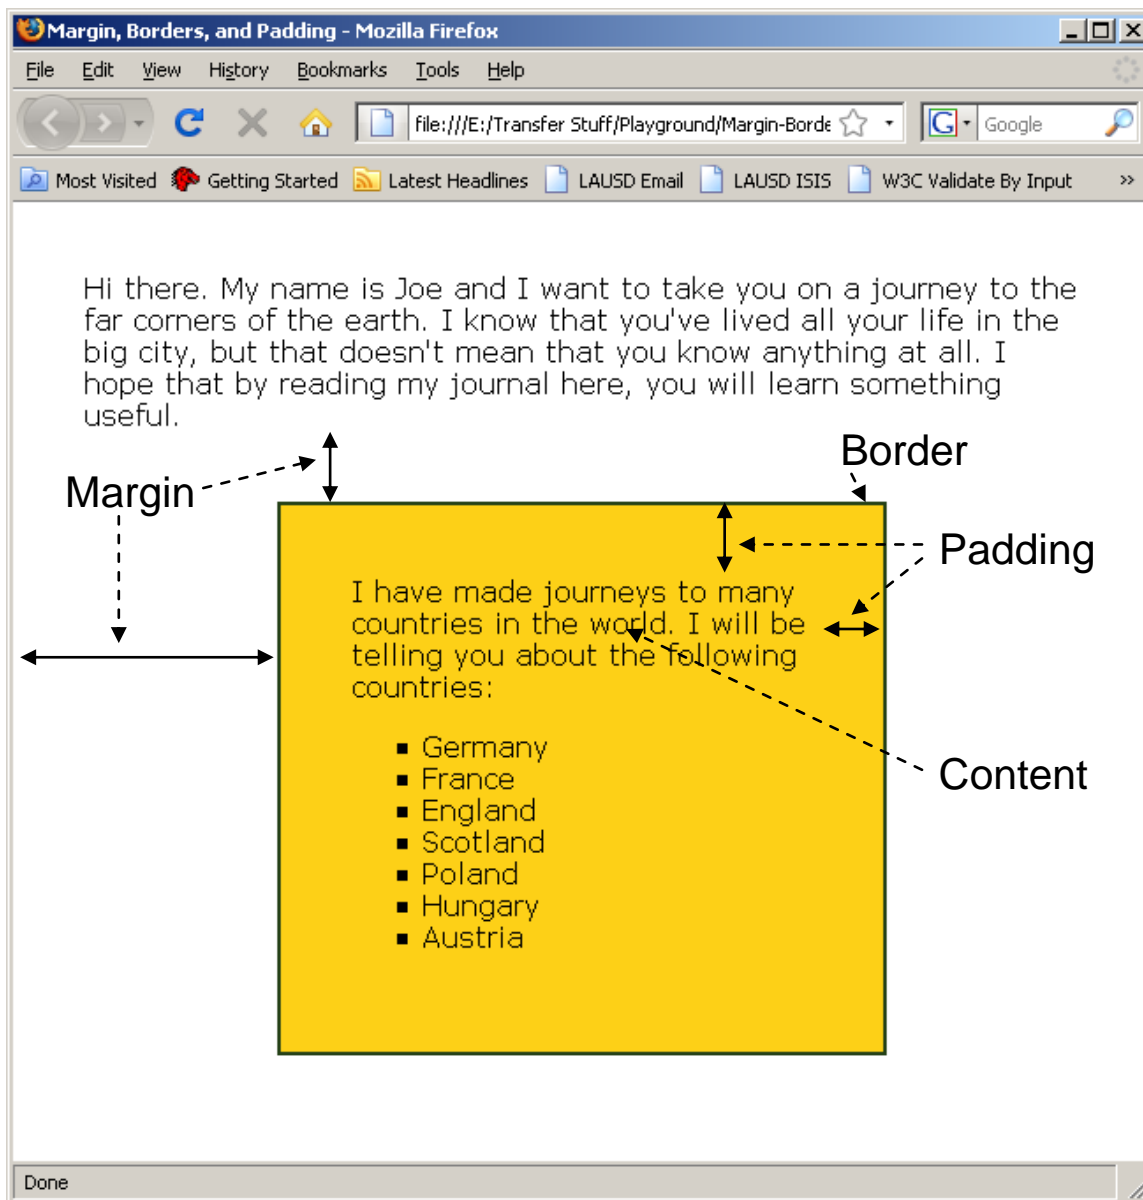 Margin, Borders, and Padding - Mozilla Firefox
File Edit View History Bookmarks Tools Help
file:///E:/Transfer Stuff/Playground/Margin-Borde
G Google
Most Visited Getting Started Latest Headlines LAUSD Email LAUSD ISIS W3C Validate By Input »
Hi there. My name is Joe and I want to take you on a journey to the
far corners of the earth. I know that you've lived all your life in the
big city, but that doesn't mean that you know anything at all. I
hope that by reading my journal here, you will learn something
useful.
Border
Margin
Padding
I have made journeys to many
countries in the world. I will be
telling you about the following
countries:
Germany
France
England
Scotland
Poland
Hungary
Austria
Content
Done